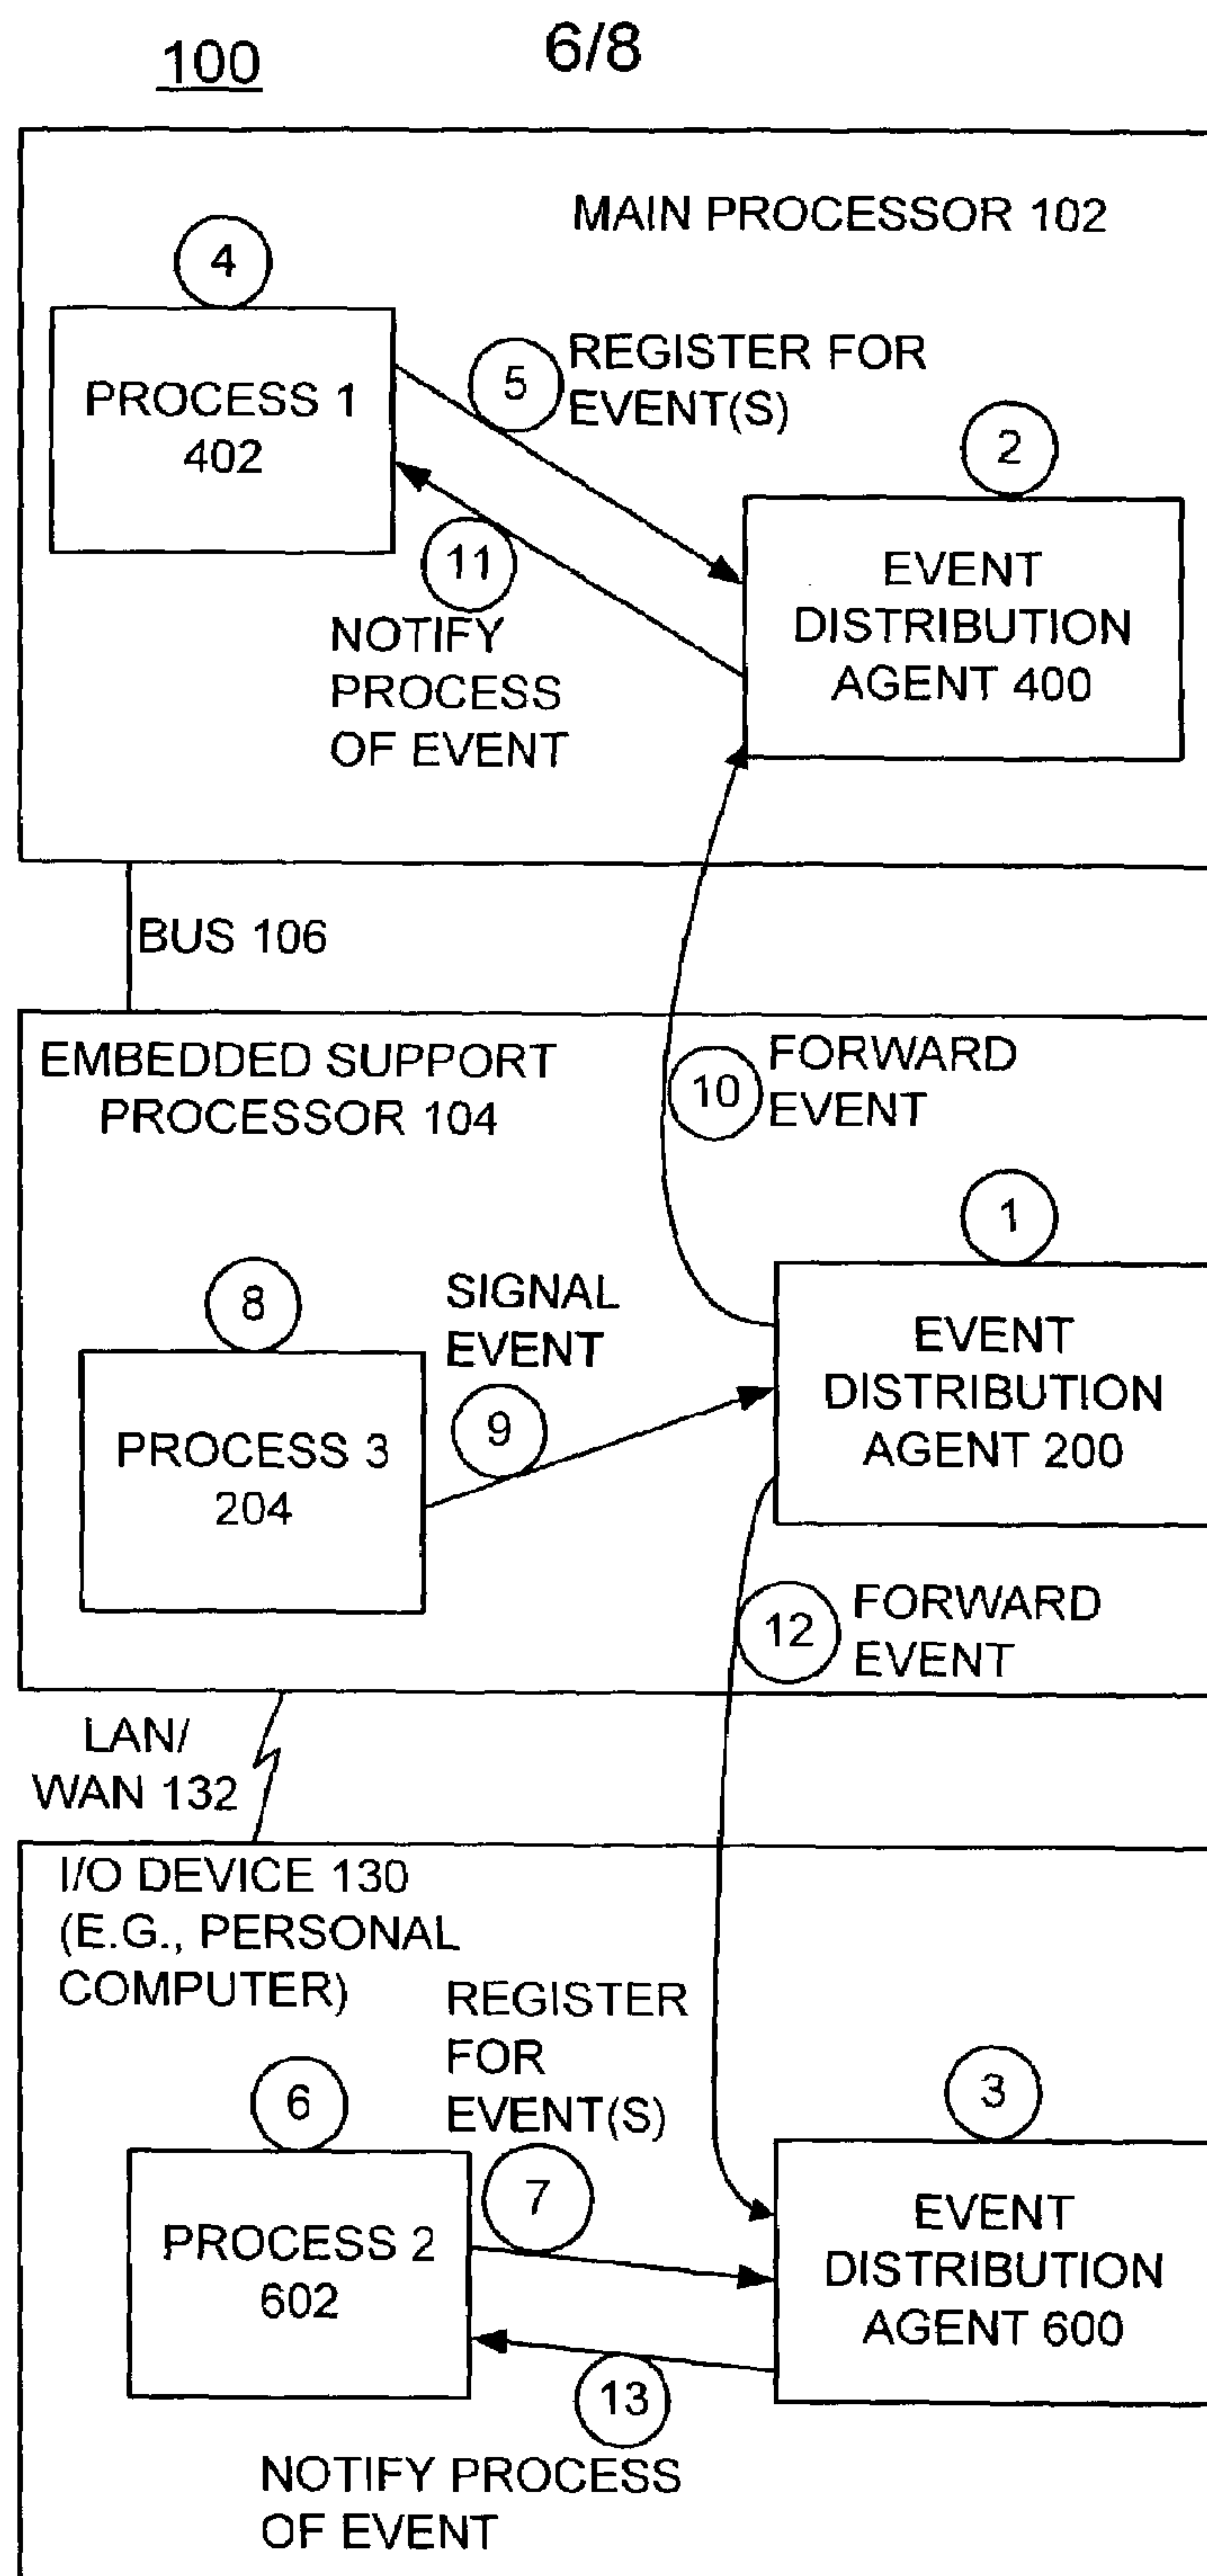 100
6/8
MAIN PROCESSOR 102
4
PROCESS 1
402
5
REGISTER FOR
EVENT(S)
2
EVENT
DISTRIBUTION
AGENT 400
11
NOTIFY
PROCESS
OF EVENT
BUS 106
EMBEDDED SUPPORT
PROCESSOR 104
10
FORWARD
EVENT
1
EVENT
DISTRIBUTION
AGENT 200
8
PROCESS 3
204
SIGNAL
EVENT
9
12
FORWARD
EVENT
LAN/
WAN 132
I/O DEVICE 130
(E.G., PERSONAL
COMPUTER)
REGISTER
FOR
EVENT(S)
6
PROCESS 2
602
7
3
EVENT
DISTRIBUTION
AGENT 600
13
NOTIFY PROCESS
OF EVENT